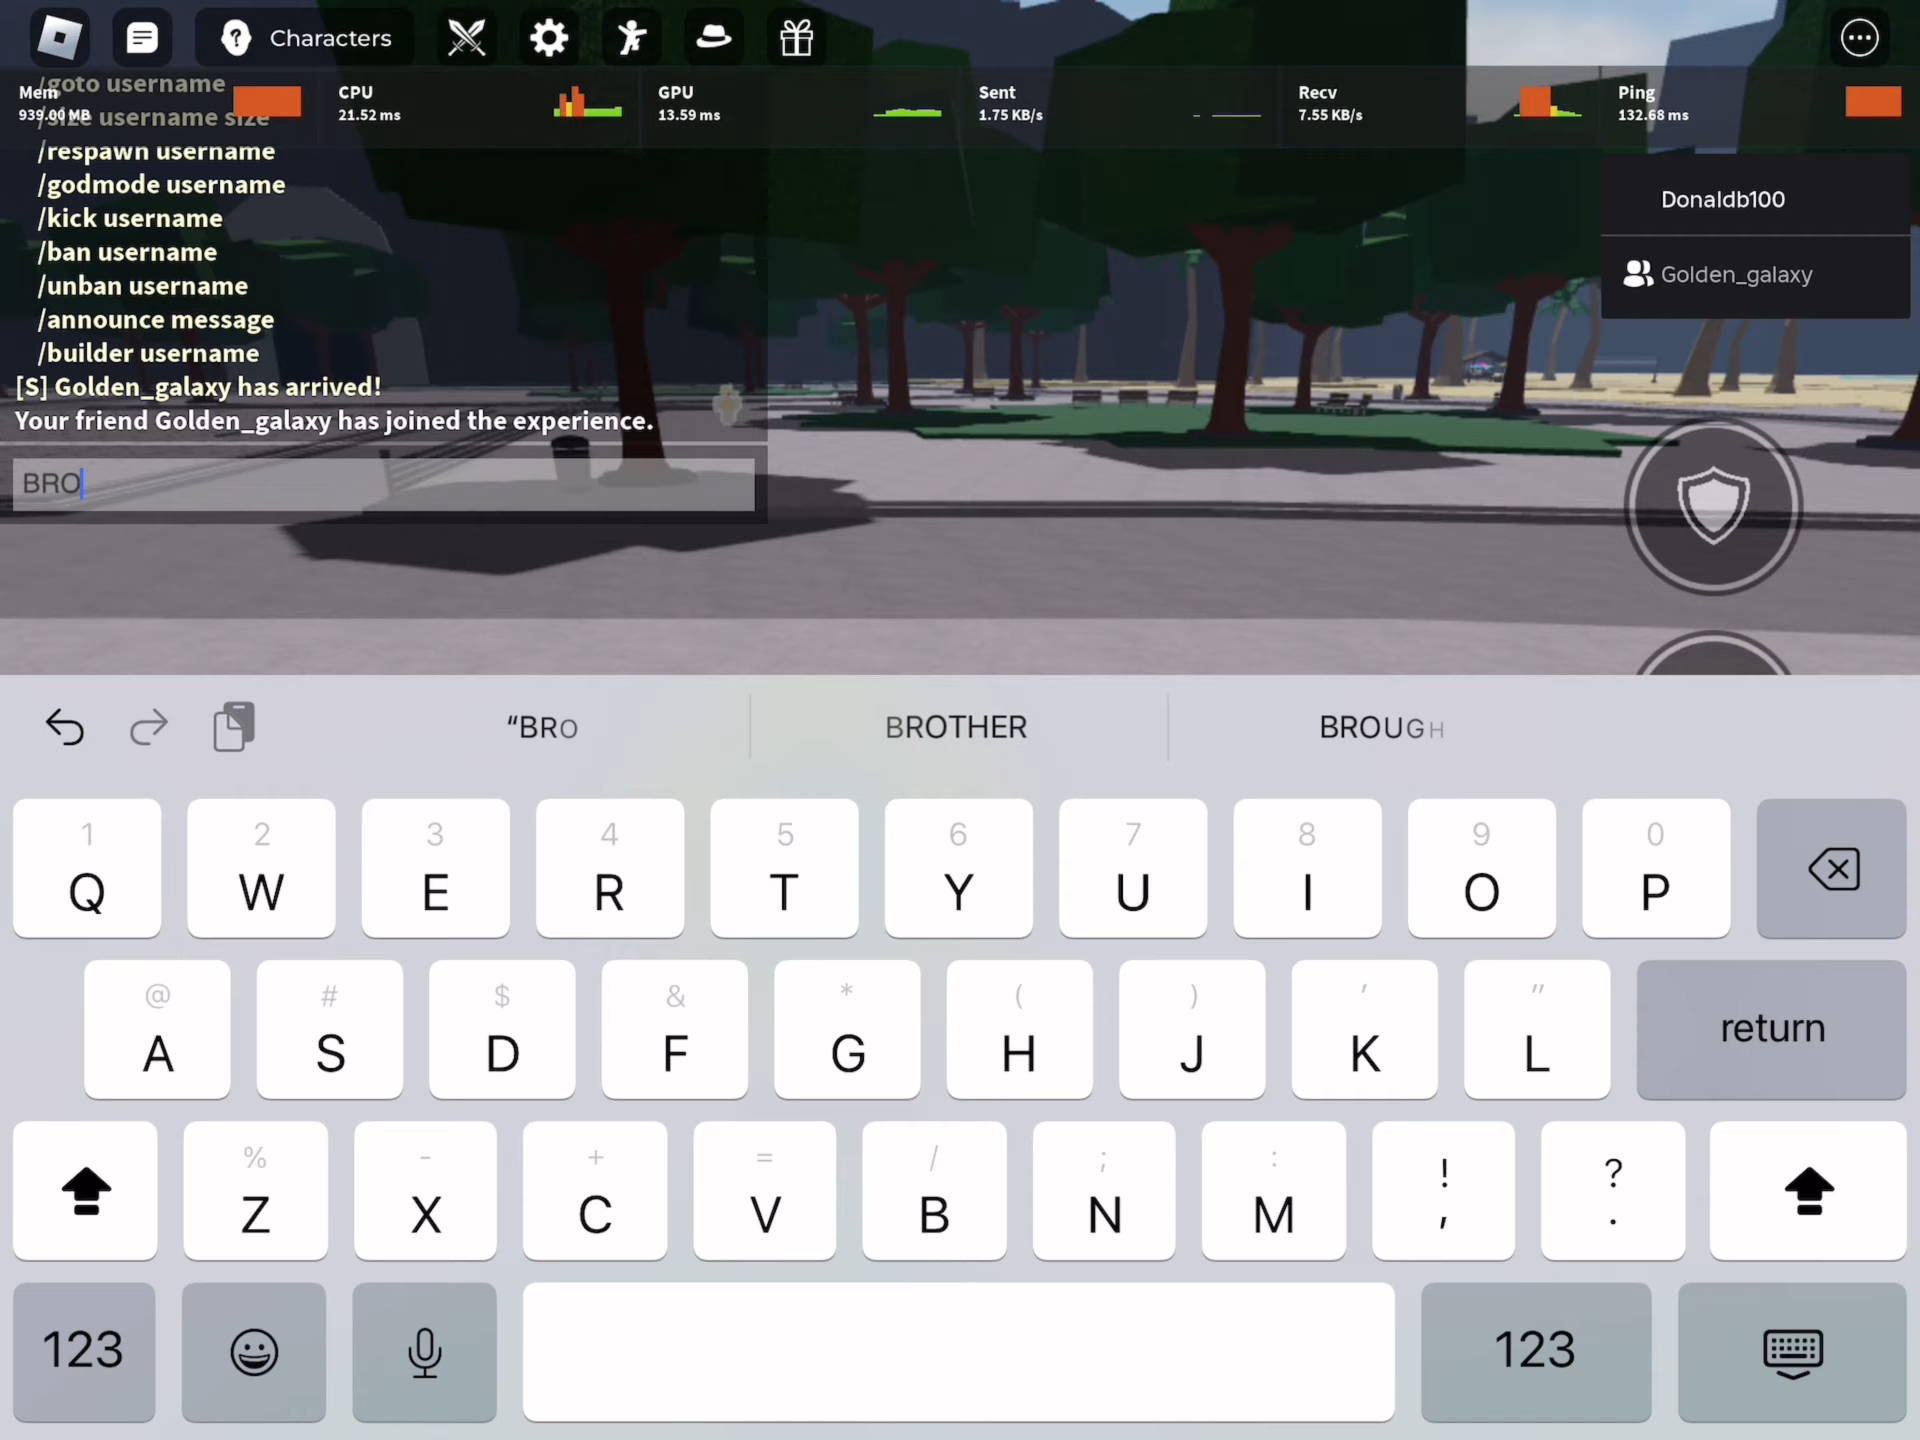 Characters
/goto username
Mem
939.00 MB
CPU
21.52 ms
GPU
13.59 ms
Sent
1.75 KB/s
Recv
7.55 KB/s
Ping
132.68 ms
/size username size
/respawn username
/godmode username
/kick username
/ban username
/unban username
/announce message
/builder username
[S] Golden_galaxy has arrived!
Your friend Golden_galaxy has joined the experience.
BRO
Donaldb100
Golden_galaxy
“BRO
BROTHER
BROUGH
1 2 3 4 5 6 7 8 9 0
Q W E R T Y U I O P
@ # $ & * ( ) ' "
A S D F G H J K L return
% - + = / ; : ! ?
Z X C V B N M , .
123 123